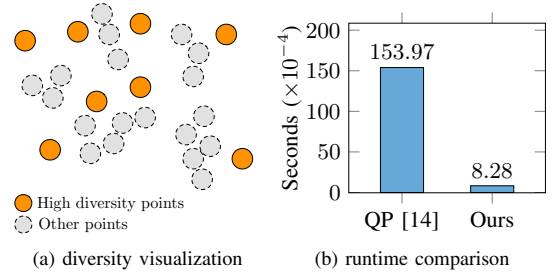 High diversity points
Other points
(a) diversity visualization
Seconds (×10⁻⁴)
200
150
100
50
0
153.97
8.28
QP [14]
Ours
(b) runtime comparison